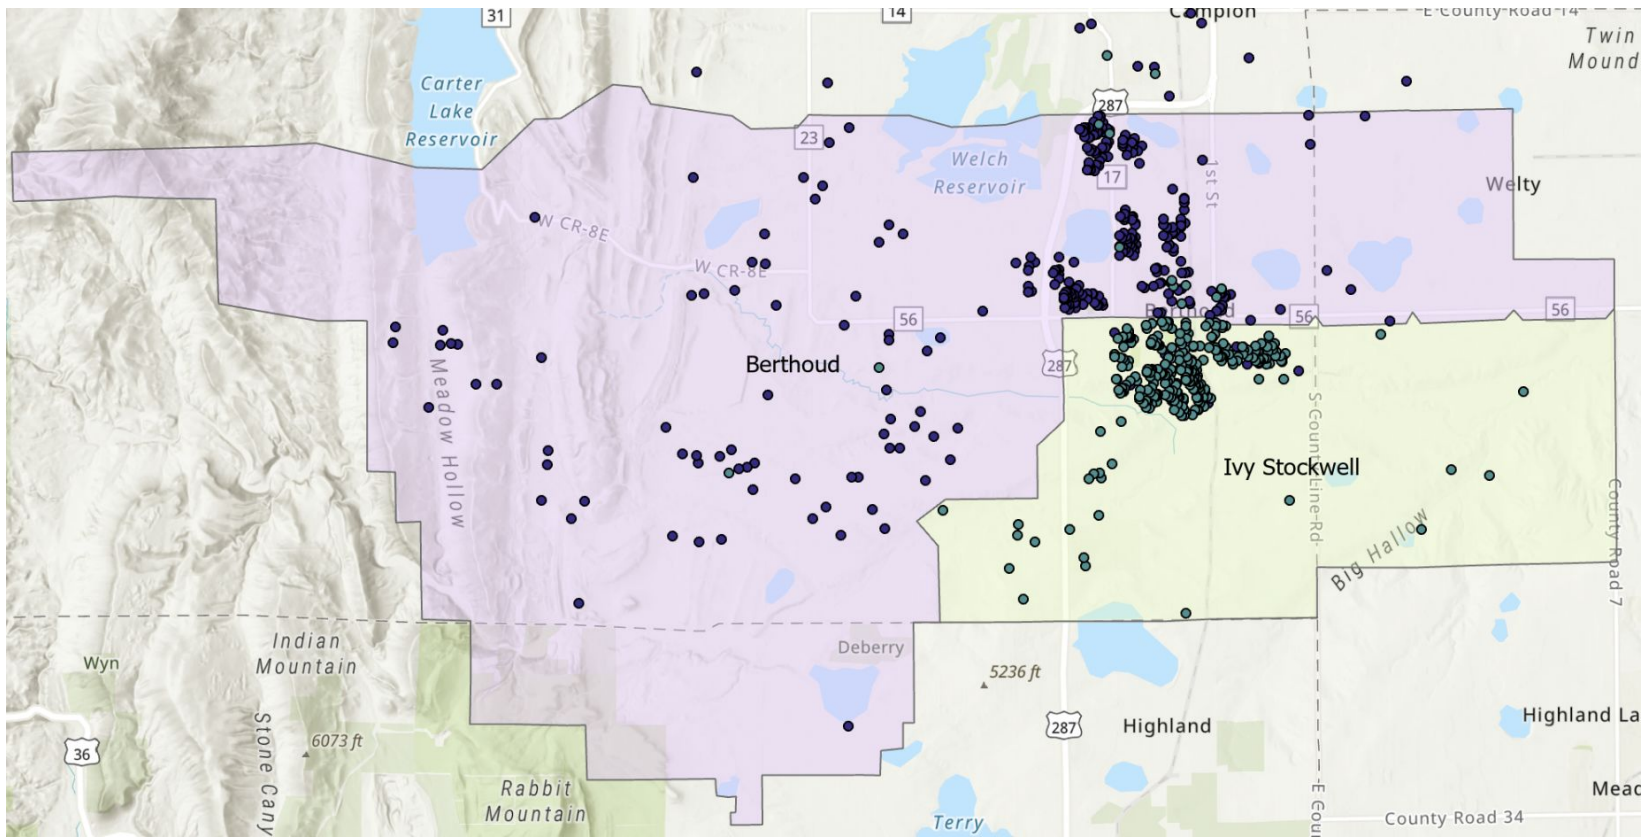 31
14
Campion
E County Road 14
Twin
Mound
Carter
Lake
Reservoir
287
23
Welch
Reservoir
17
1st St
Welty
W CR-8E
W CR-8E
56
56
56
Berthoud
287
Meadow Hollow
S County Line Rd
Ivy Stockwell
Big Hallow
County Road 7
Indian
Mountain
Wyn
Deberry
5236 ft
Stone Cany
6073 ft
36
287
Highland
Highland La
Rabbit
Mountain
Mead
Terry
E Cou
County Road 34